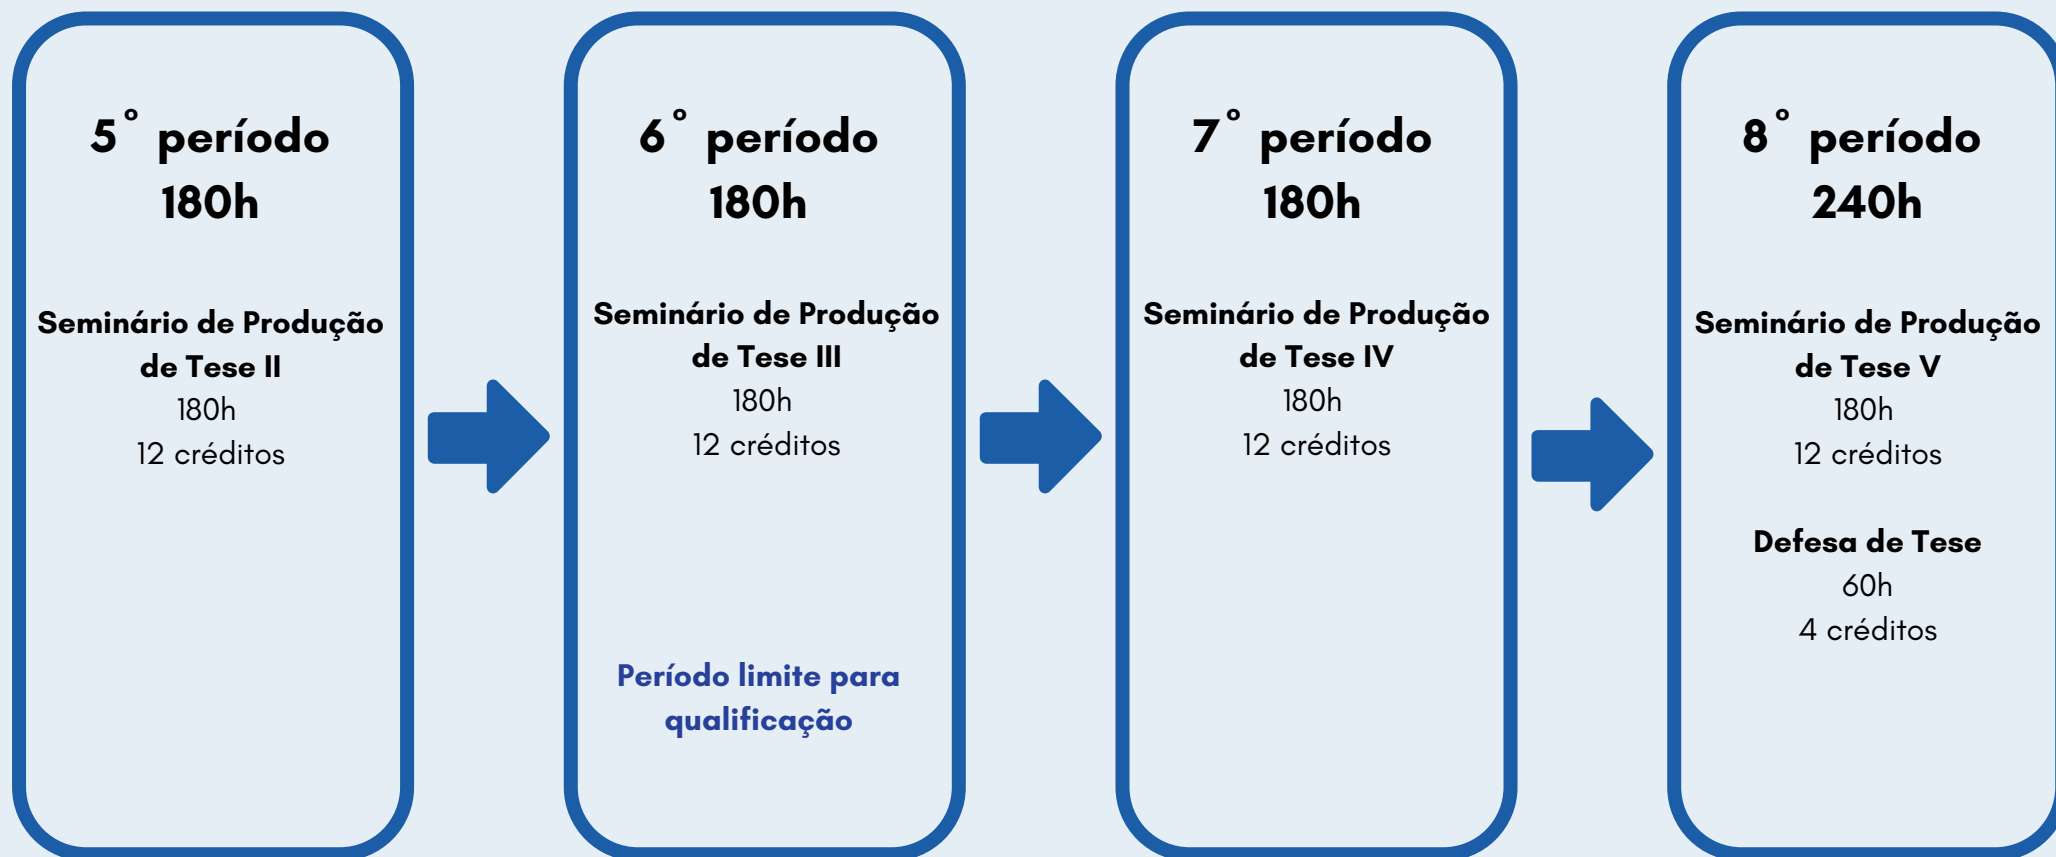 5° período
180h
Seminário de Produção
de Tese II
180h
12 créditos
6° período
180h
Seminário de Produção
de Tese III
180h
12 créditos
Período limite para
qualificação
7° período
180h
Seminário de Produção
de Tese IV
180h
12 créditos
8° período
240h
Seminário de Produção
de Tese V
180h
12 créditos
Defesa de Tese
60h
4 créditos